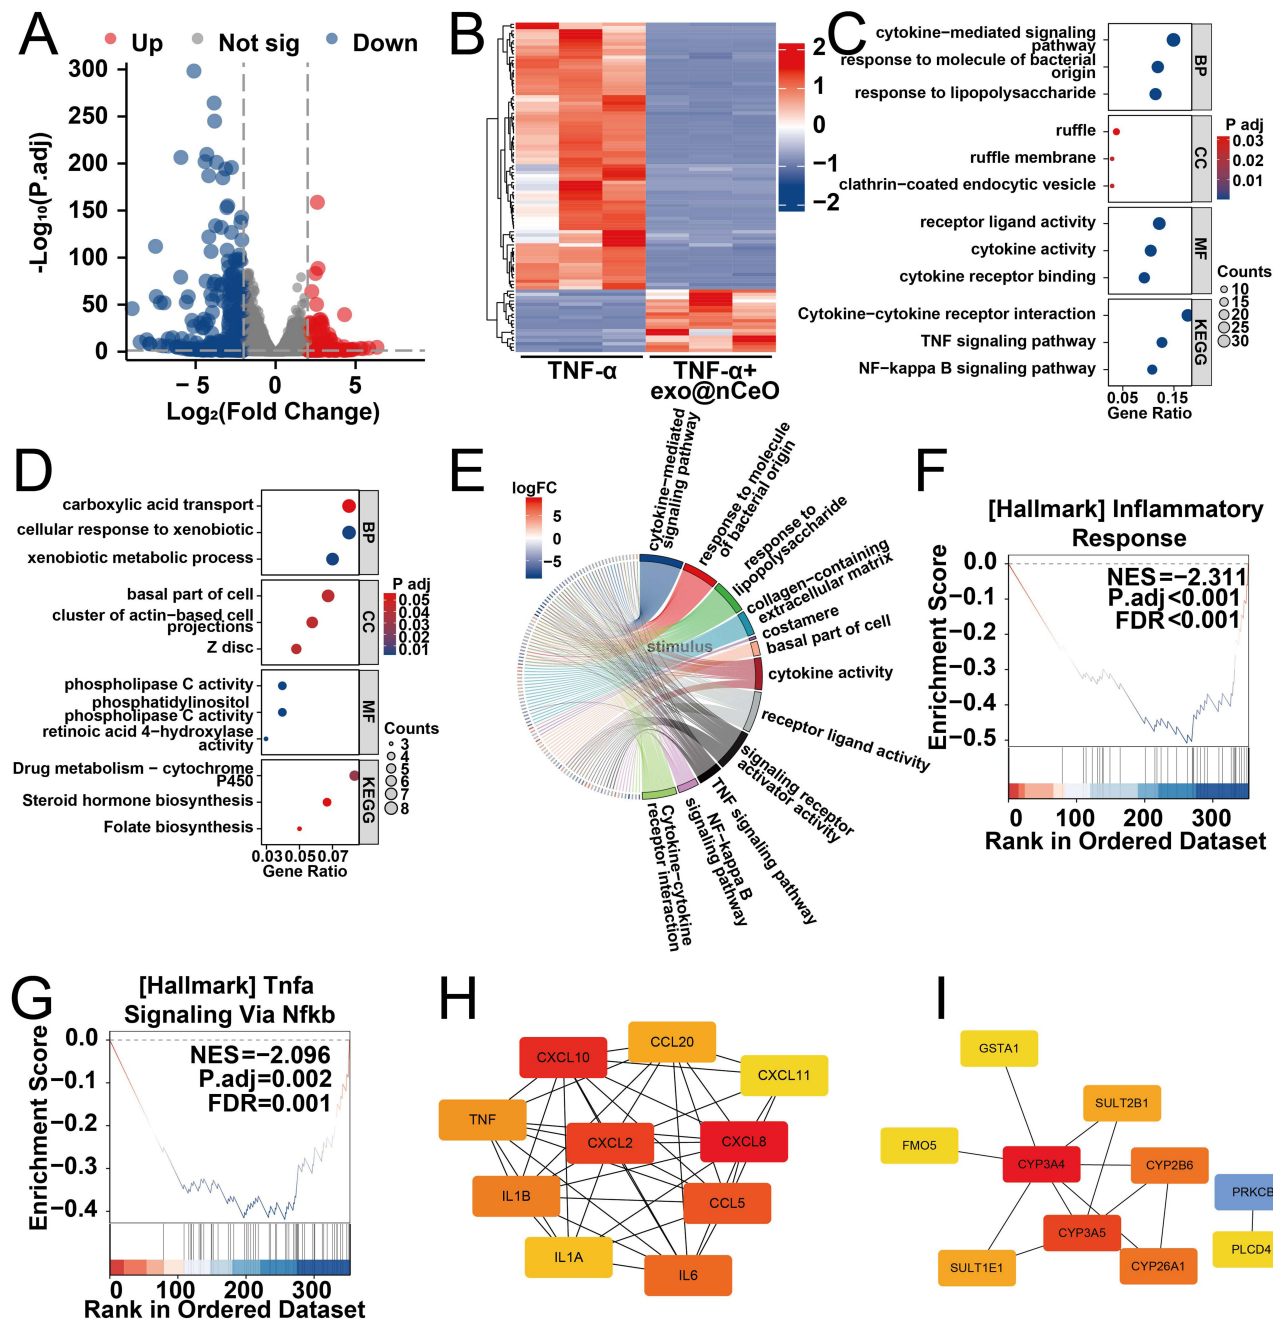 A
Up
Not sig
Down
-Log₁₀(P.adj)
300
250
200
150
100
50
0
−5
0
5
Log₂(Fold Change)
B
2
1
0
−1
−2
TNF-α
TNF-α+
exo@nCeO
C
cytokine−mediated signaling
pathway
response to molecule of bacterial
origin
response to lipopolysaccharide
BP
ruffle
ruffle membrane
clathrin−coated endocytic vesicle
CC
receptor ligand activity
cytokine activity
cytokine receptor binding
MF
Cytokine−cytokine receptor interaction
TNF signaling pathway
NF−kappa B signaling pathway
KEGG
0.05
0.15
Gene Ratio
P adj
0.03
0.02
0.01
Counts
10
15
20
25
30
D
carboxylic acid transport
cellular response to xenobiotic
stimulus
xenobiotic metabolic process
BP
basal part of cell
cluster of actin−based cell
projections
Z disc
CC
phospholipase C activity
phosphatidylinositol
phospholipase C activity
retinoic acid 4−hydroxylase
activity
MF
Drug metabolism − cytochrome
P450
Steroid hormone biosynthesis
Folate biosynthesis
KEGG
0.03
0.05
0.07
Gene Ratio
P adj
0.05
0.04
0.03
0.02
0.01
Counts
3
4
5
6
7
8
E
logFC
5
0
−5
cytokine−mediated
signaling pathway
response to molecule
of bacterial origin
response to
lipopolysaccharide
collagen−containing
extracellular matrix
costamere
basal part of cell
cytokine activity
receptor ligand activity
signaling receptor
activator activity
TNF signaling pathway
NF−kappa B
signaling pathway
Cytokine−cytokine
receptor interaction
F
[Hallmark] Inflammatory
Response
Enrichment Score
0.0
−0.1
−0.2
−0.3
−0.4
−0.5
NES=−2.311
P.adj<0.001
FDR<0.001
0
100
200
300
Rank in Ordered Dataset
G
[Hallmark] Tnfa
Signaling Via Nfkb
Enrichment Score
0.0
−0.1
−0.2
−0.3
−0.4
NES=−2.096
P.adj=0.002
FDR=0.001
0
100
200
300
Rank in Ordered Dataset
H
CXCL10
CCL20
CXCL11
TNF
CXCL2
CXCL8
IL1B
CCL5
IL1A
IL6
I
GSTA1
SULT2B1
FMO5
CYP3A4
CYP2B6
PRKCB
CYP3A5
PLCD4
SULT1E1
CYP26A1